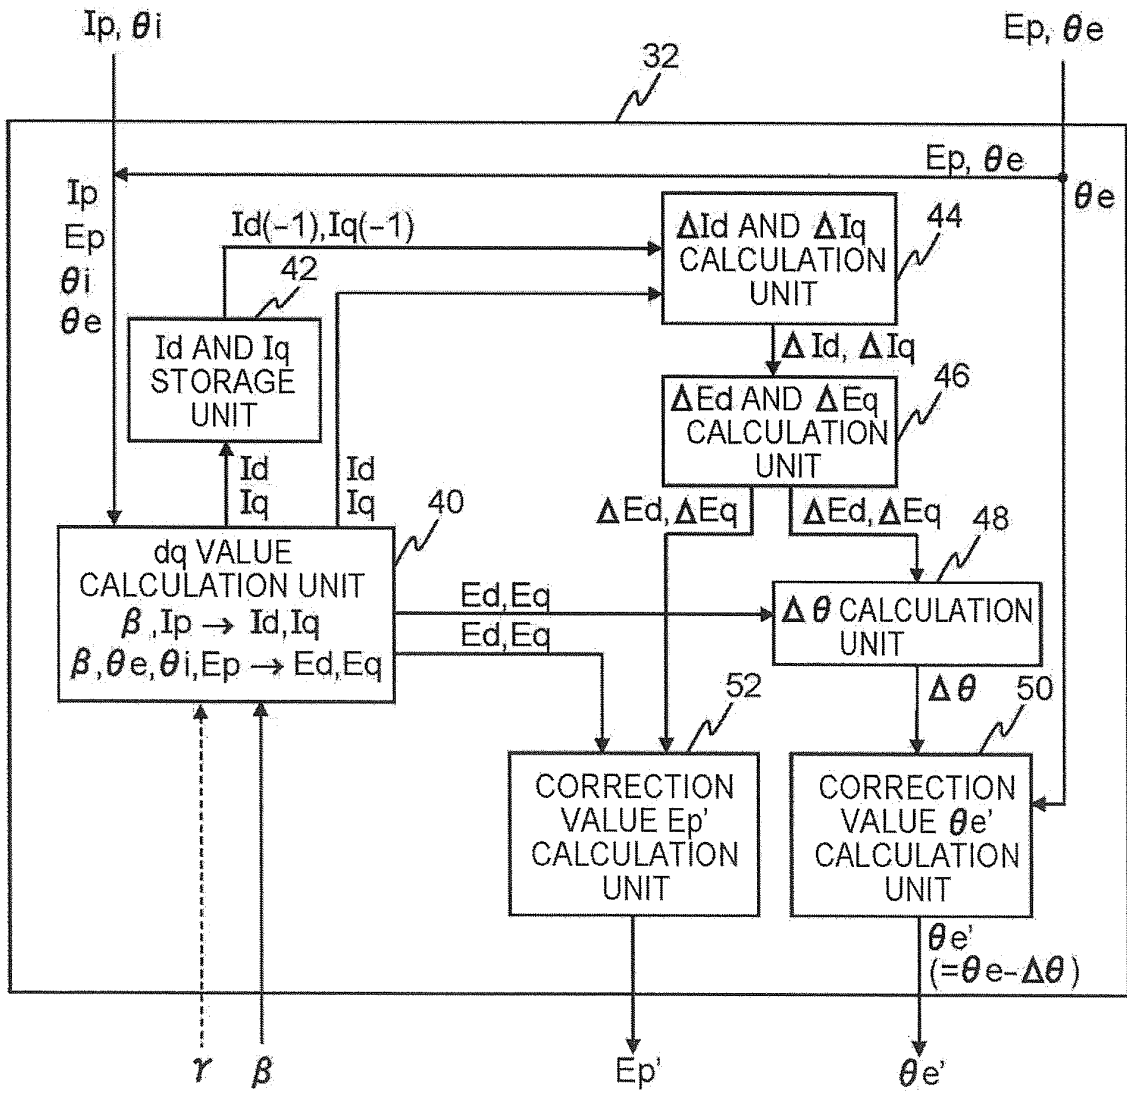 Ip, θi
Ep, θe
32
Ep, θe
θe
Ip
Ep
θi
θe
Id(−1),Iq(−1)
42
ΔId AND ΔIq
CALCULATION
UNIT
44
Id AND Iq
STORAGE
UNIT
ΔId, ΔIq
46
ΔEd AND ΔEq
CALCULATION
UNIT
Id
Iq
Id
Iq
40
ΔEd, ΔEq
ΔEd, ΔEq
48
dq VALUE
CALCULATION UNIT
β,Ip → Id,Iq
β,θe,θi,Ep → Ed,Eq
Ed,Eq
Ed,Eq
Δθ CALCULATION
UNIT
Δθ
52
50
CORRECTION
VALUE Ep'
CALCULATION
UNIT
CORRECTION
VALUE θe'
CALCULATION
UNIT
θe'
(=θe−Δθ)
γ
β
Ep'
θe'